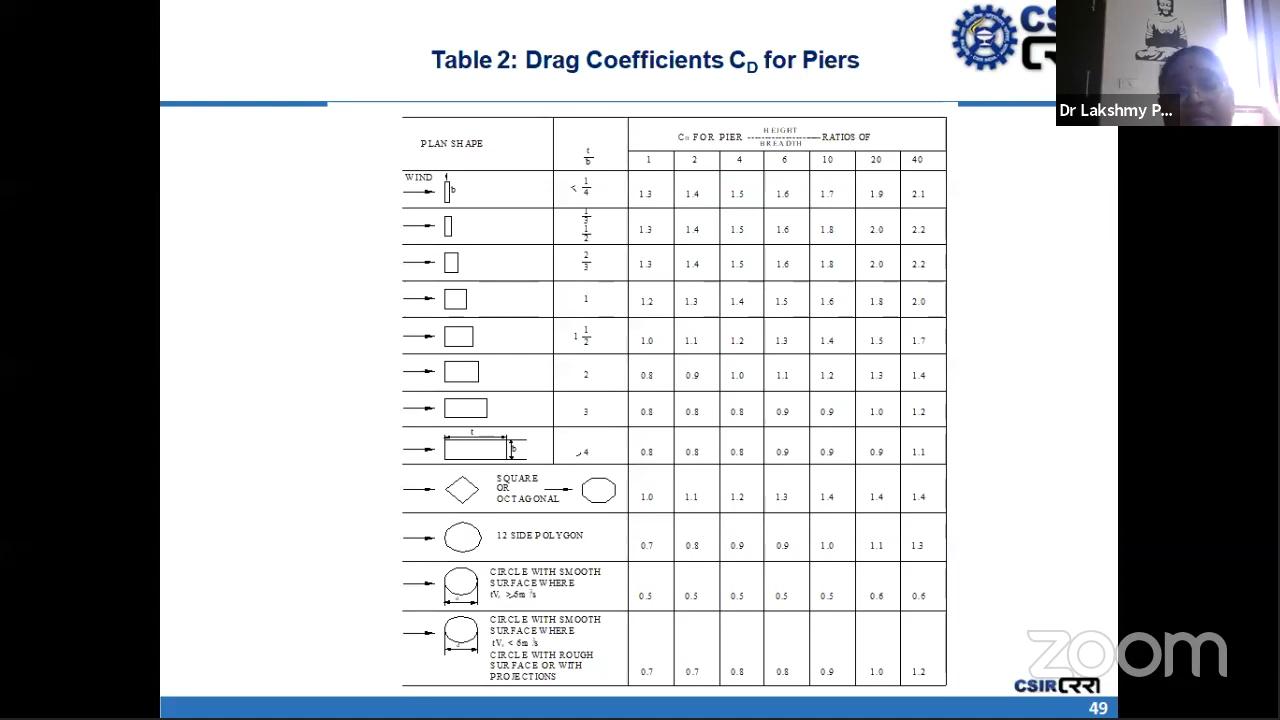 Table 2: Drag Coefficients CD for Piers
Dr Lakshmy P...
PLAN SHAPE
t
b
CD FOR PIER HEIGHT BREADTH RATIOS OF
1 2 4 6 10 20 40
WIND b 1/4 1.3 1.4 1.5 1.6 1.7 1.9 2.1
1/3 1/2 1.3 1.4 1.5 1.6 1.8 2.0 2.2
2/3 1.3 1.4 1.5 1.6 1.8 2.0 2.2
1 1.2 1.3 1.4 1.5 1.6 1.8 2.0
1 1/2 1.0 1.1 1.2 1.3 1.4 1.5 1.7
2 0.8 0.9 1.0 1.1 1.2 1.3 1.4
3 0.8 0.8 0.8 0.9 0.9 1.0 1.2
t b 4 0.8 0.8 0.8 0.9 0.9 0.9 1.1
SQUARE
OR
OCTAGONAL 1.0 1.1 1.2 1.3 1.4 1.4 1.4
12 SIDE POLYGON 0.7 0.8 0.9 0.9 1.0 1.1 1.3
CIRCLE WITH SMOOTH
SURFACE WHERE
6m²/s 0.5 0.5 0.5 0.5 0.5 0.6 0.6
CIRCLE WITH SMOOTH
SURFACE WHERE
< 6m²/s
CIRCLE WITH ROUGH
SURFACE OR WITH
PROJECTIONS 0.7 0.7 0.8 0.8 0.9 1.0 1.2
zoom
CSIR
49